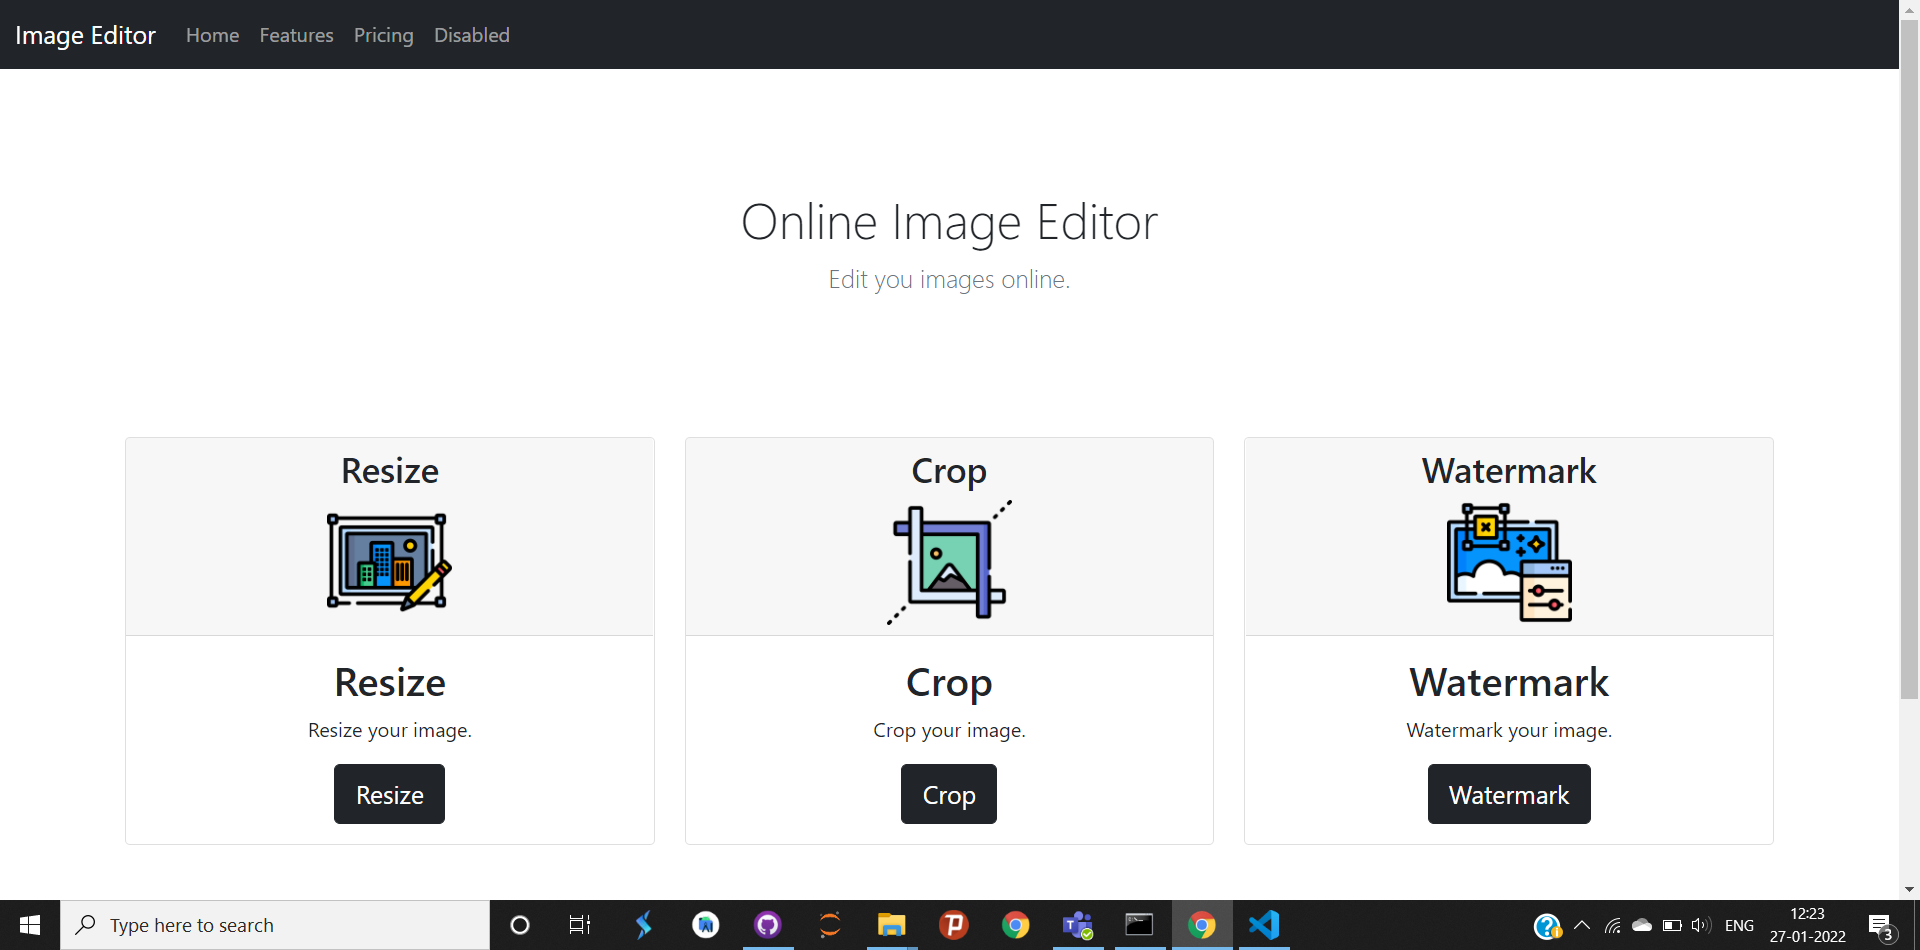 Image Editor Home Features Pricing Disabled
Online Image Editor
Edit you images online.
Resize
Crop
Watermark
Resize
Resize your image.
Resize
Crop
Crop your image.
Crop
Watermark
Watermark your image.
Watermark
Type here to search
ENG
12:23
27-01-2022
3